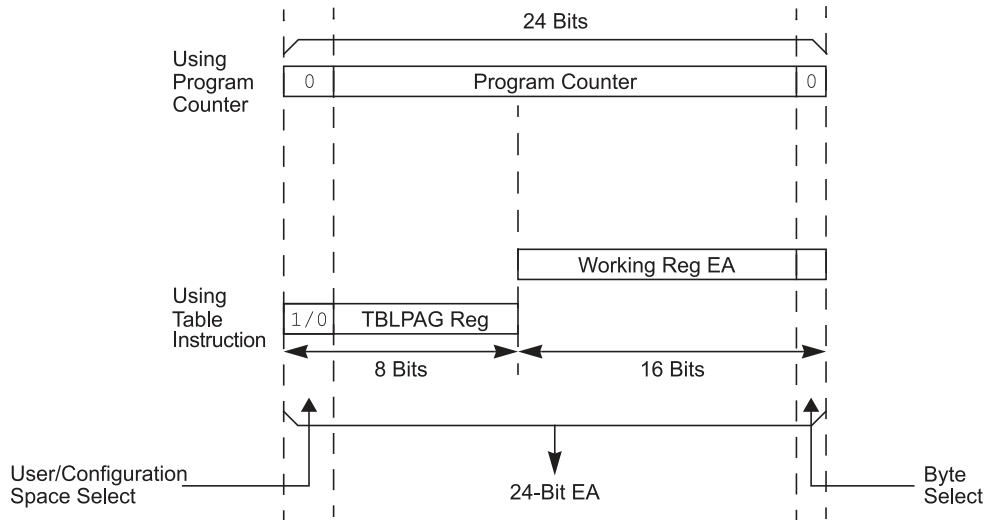 24 Bits
Using
Program
Counter
0 Program Counter 0
Working Reg EA
Using
Table
Instruction
1/0 TBLPAG Reg
8 Bits 16 Bits
User/Configuration
Space Select
24-Bit EA
Byte
Select